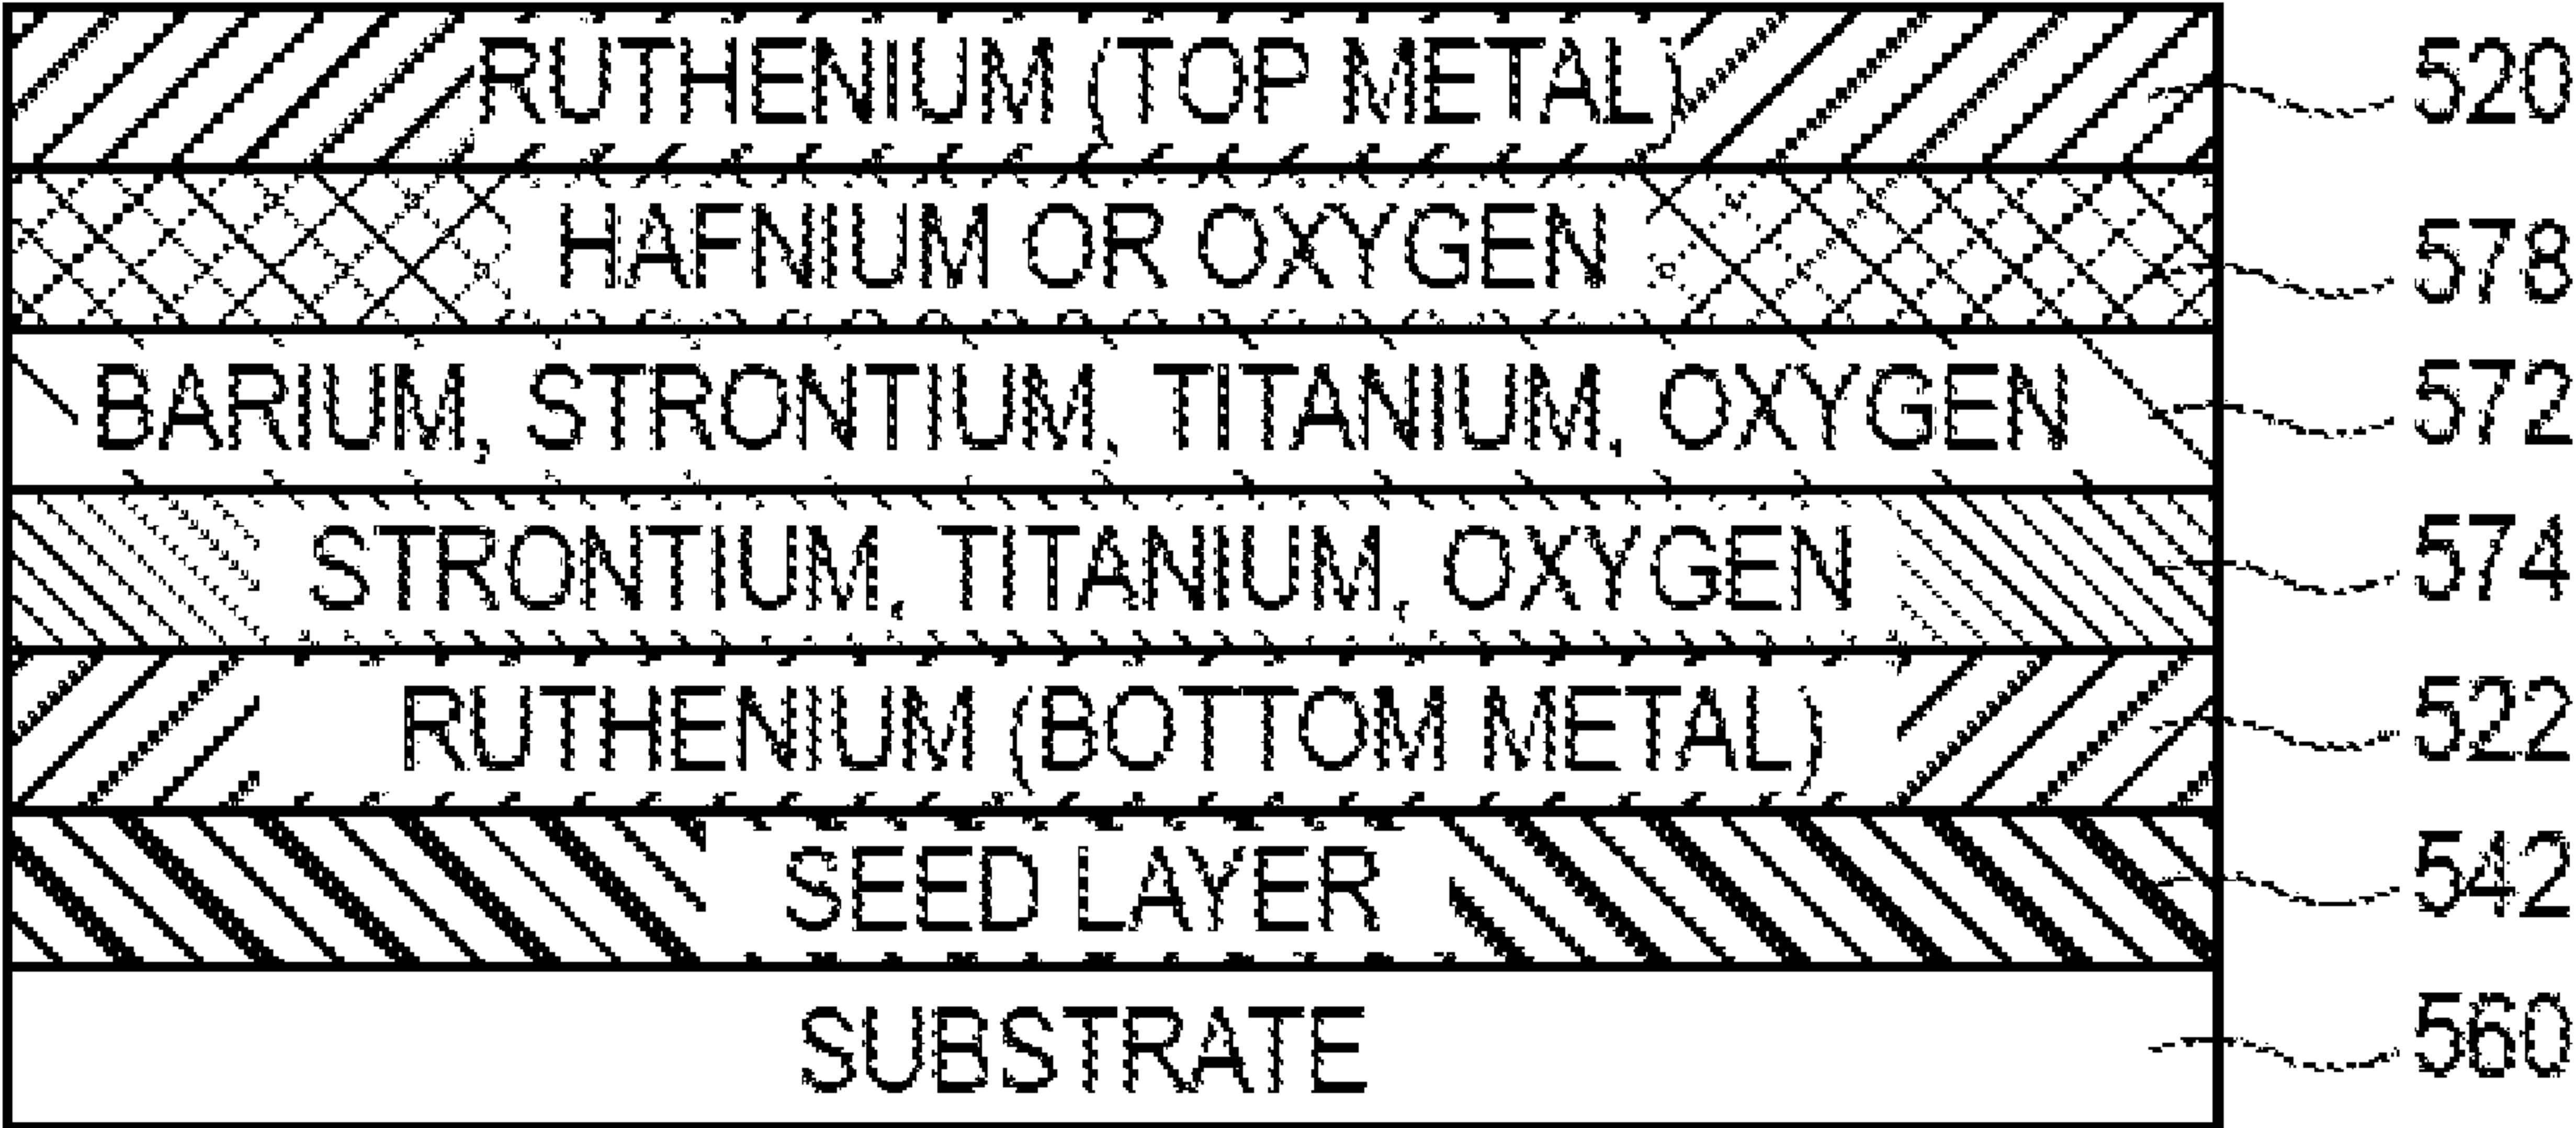 RUTHENIUM (TOP METAL) 520
HAFNIUM OR OXYGEN 578
BARIUM, STRONTIUM, TITANIUM, OXYGEN 572
STRONTIUM, TITANIUM, OXYGEN 574
RUTHENIUM (BOTTOM METAL) 522
SEED LAYER 542
SUBSTRATE 560